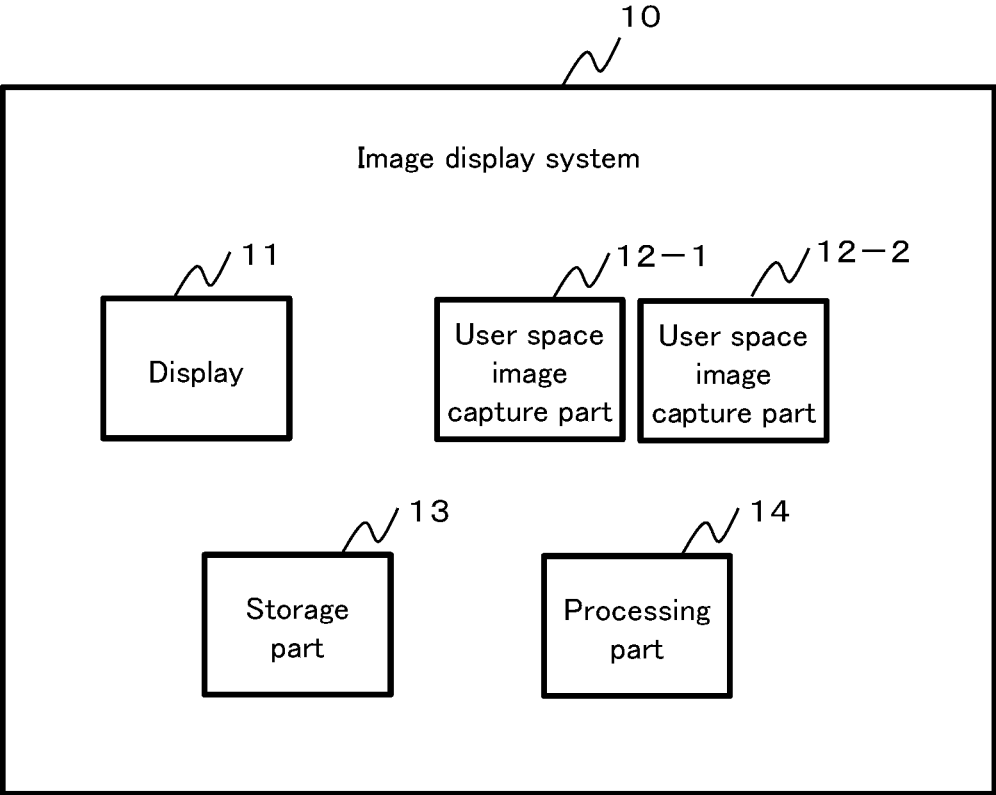 10
Image display system
11
12-1
12-2
Display
User space
image
capture part
User space
image
capture part
13
14
Storage
part
Processing
part